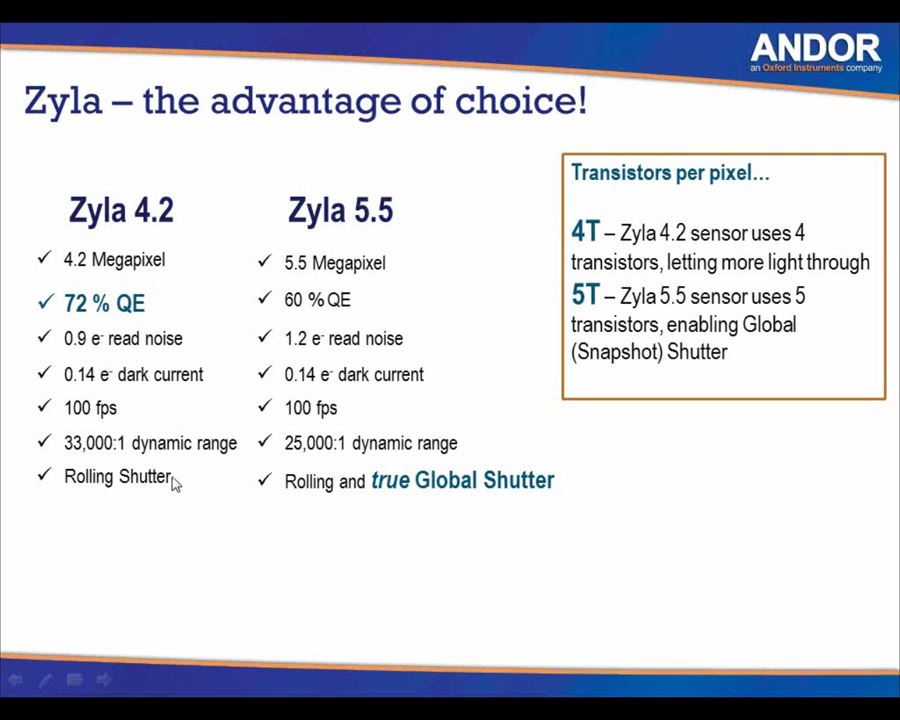 ANDOR
an Oxford Instruments company
Zyla – the advantage of choice!
Zyla 4.2
✓ 4.2 Megapixel
✓ 72 % QE
✓ 0.9 e⁻ read noise
✓ 0.14 e⁻ dark current
✓ 100 fps
✓ 33,000:1 dynamic range
✓ Rolling Shutter
Zyla 5.5
✓ 5.5 Megapixel
✓ 60 % QE
✓ 1.2 e⁻ read noise
✓ 0.14 e⁻ dark current
✓ 100 fps
✓ 25,000:1 dynamic range
✓ Rolling and true Global Shutter
Transistors per pixel…
4T – Zyla 4.2 sensor uses 4
transistors, letting more light through
5T – Zyla 5.5 sensor uses 5
transistors, enabling Global
(Snapshot) Shutter